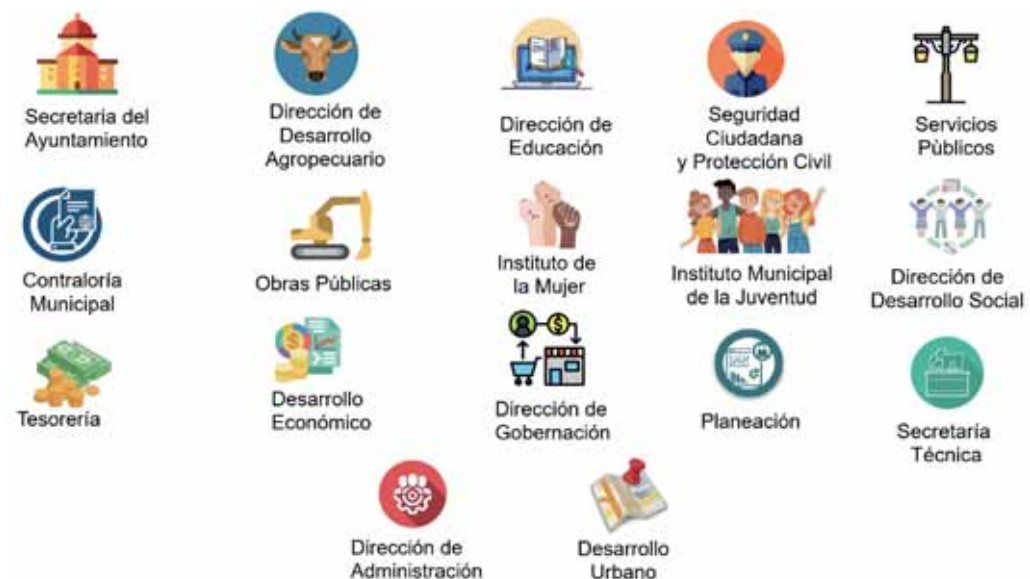 Secretaria del
Ayuntamiento
Dirección de
Desarrollo
Agropecuario
Dirección de
Educación
Seguridad
Ciudadana
y Protección Civil
Servicios
Pùblicos
Contraloría
Municipal
Obras Públicas
Instituto de
la Mujer
Instituto Municipal
de la Juventud
Dirección de
Desarrollo Social
Tesorería
Desarrollo
Económico
Dirección de
Gobernación
Planeación
Secretaría
Técnica
Dirección de
Administración
Desarrollo
Urbano